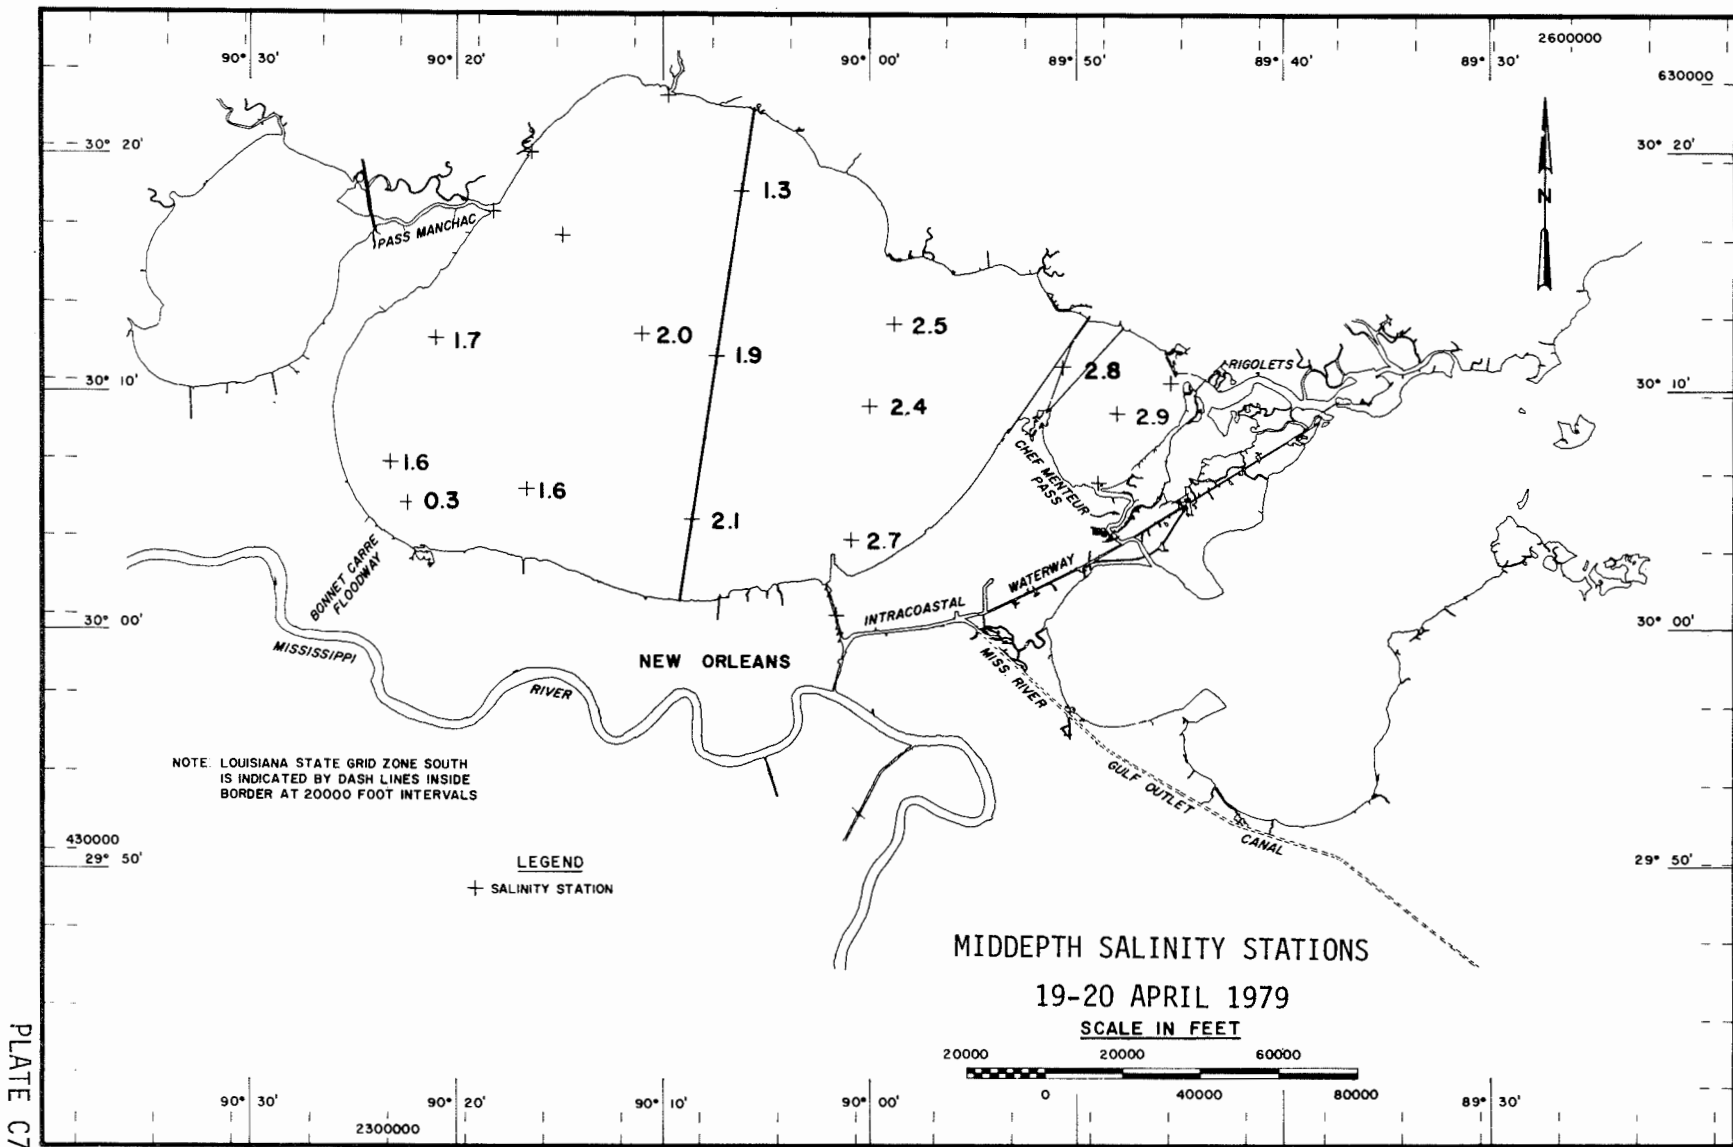 2600000
90° 30' 90° 20' 90° 00' 89° 50' 89° 40' 89° 30'
630000
30° 20' 30° 20'
N
PASS MANCHAC
1.3
2.5
1.7 2.0 1.9
2.8
RIGOLETS
30° 10' 30° 10'
2.4
2.9
CHEF MENTEUR
PASS
1.6
0.3 1.6
2.1
2.7
BONNET CARRE
FLOODWAY
WATERWAY
INTRACOASTAL
30° 00' 30° 00'
MISSISSIPPI
RIVER
NEW ORLEANS
MISS. RIVER
GULF OUTLET
CANAL
NOTE: LOUISIANA STATE GRID ZONE SOUTH
IS INDICATED BY DASH LINES INSIDE
BORDER AT 20000 FOOT INTERVALS
430000
29° 50' 29° 50'
LEGEND
+ SALINITY STATION
MIDDEPTH SALINITY STATIONS
19-20 APRIL 1979
SCALE IN FEET
20000 20000 60000
0 40000 80000
90° 30' 90° 20' 90° 10' 90° 00' 89° 30'
2300000
PLATE C7